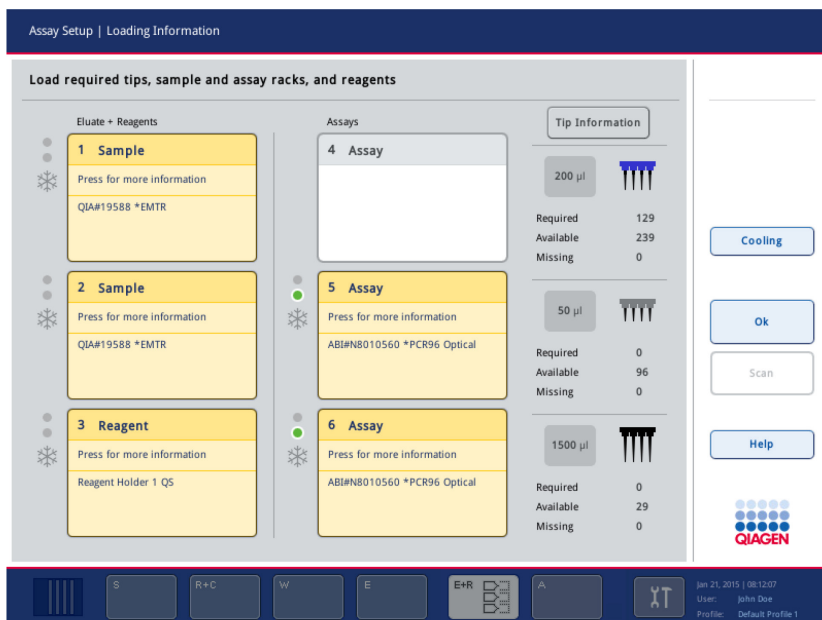 Assay Setup | Loading Information
Load required tips, sample and assay racks, and reagents
Eluate + Reagents
1 Sample
Press for more information
QIA#19588 *EMTR
2 Sample
Press for more information
QIA#19588 *EMTR
3 Reagent
Press for more information
Reagent Holder 1 QS
Assays
4 Assay
5 Assay
Press for more information
ABI#N8010560 *PCR96 Optical
6 Assay
Press for more information
ABI#N8010560 *PCR96 Optical
Tip Information
200 µl
Required 129
Available 239
Missing 0
50 µl
Required 0
Available 96
Missing 0
1500 µl
Required 0
Available 29
Missing 0
Cooling
Ok
Scan
Help
QIAGEN
S R+C W E E+R A
Jan 21, 2015 | 08:12:07
User: John Doe
Profile: Default Profile 1